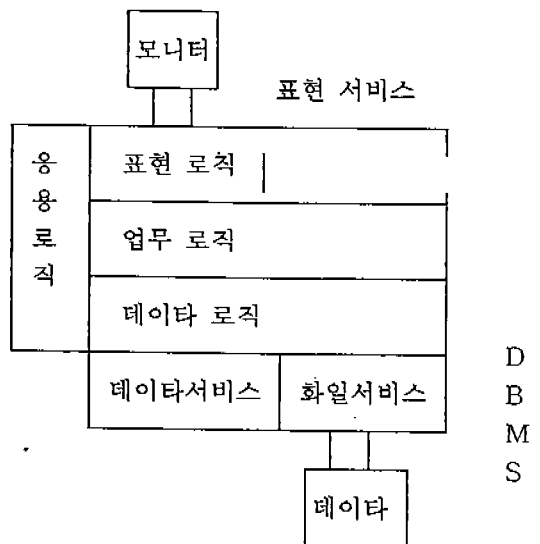 모니터
표현 서비스
응용로직
표현 로직
업무 로직
데이타 로직
데이타서비스
화일서비스
DBMS
데이타